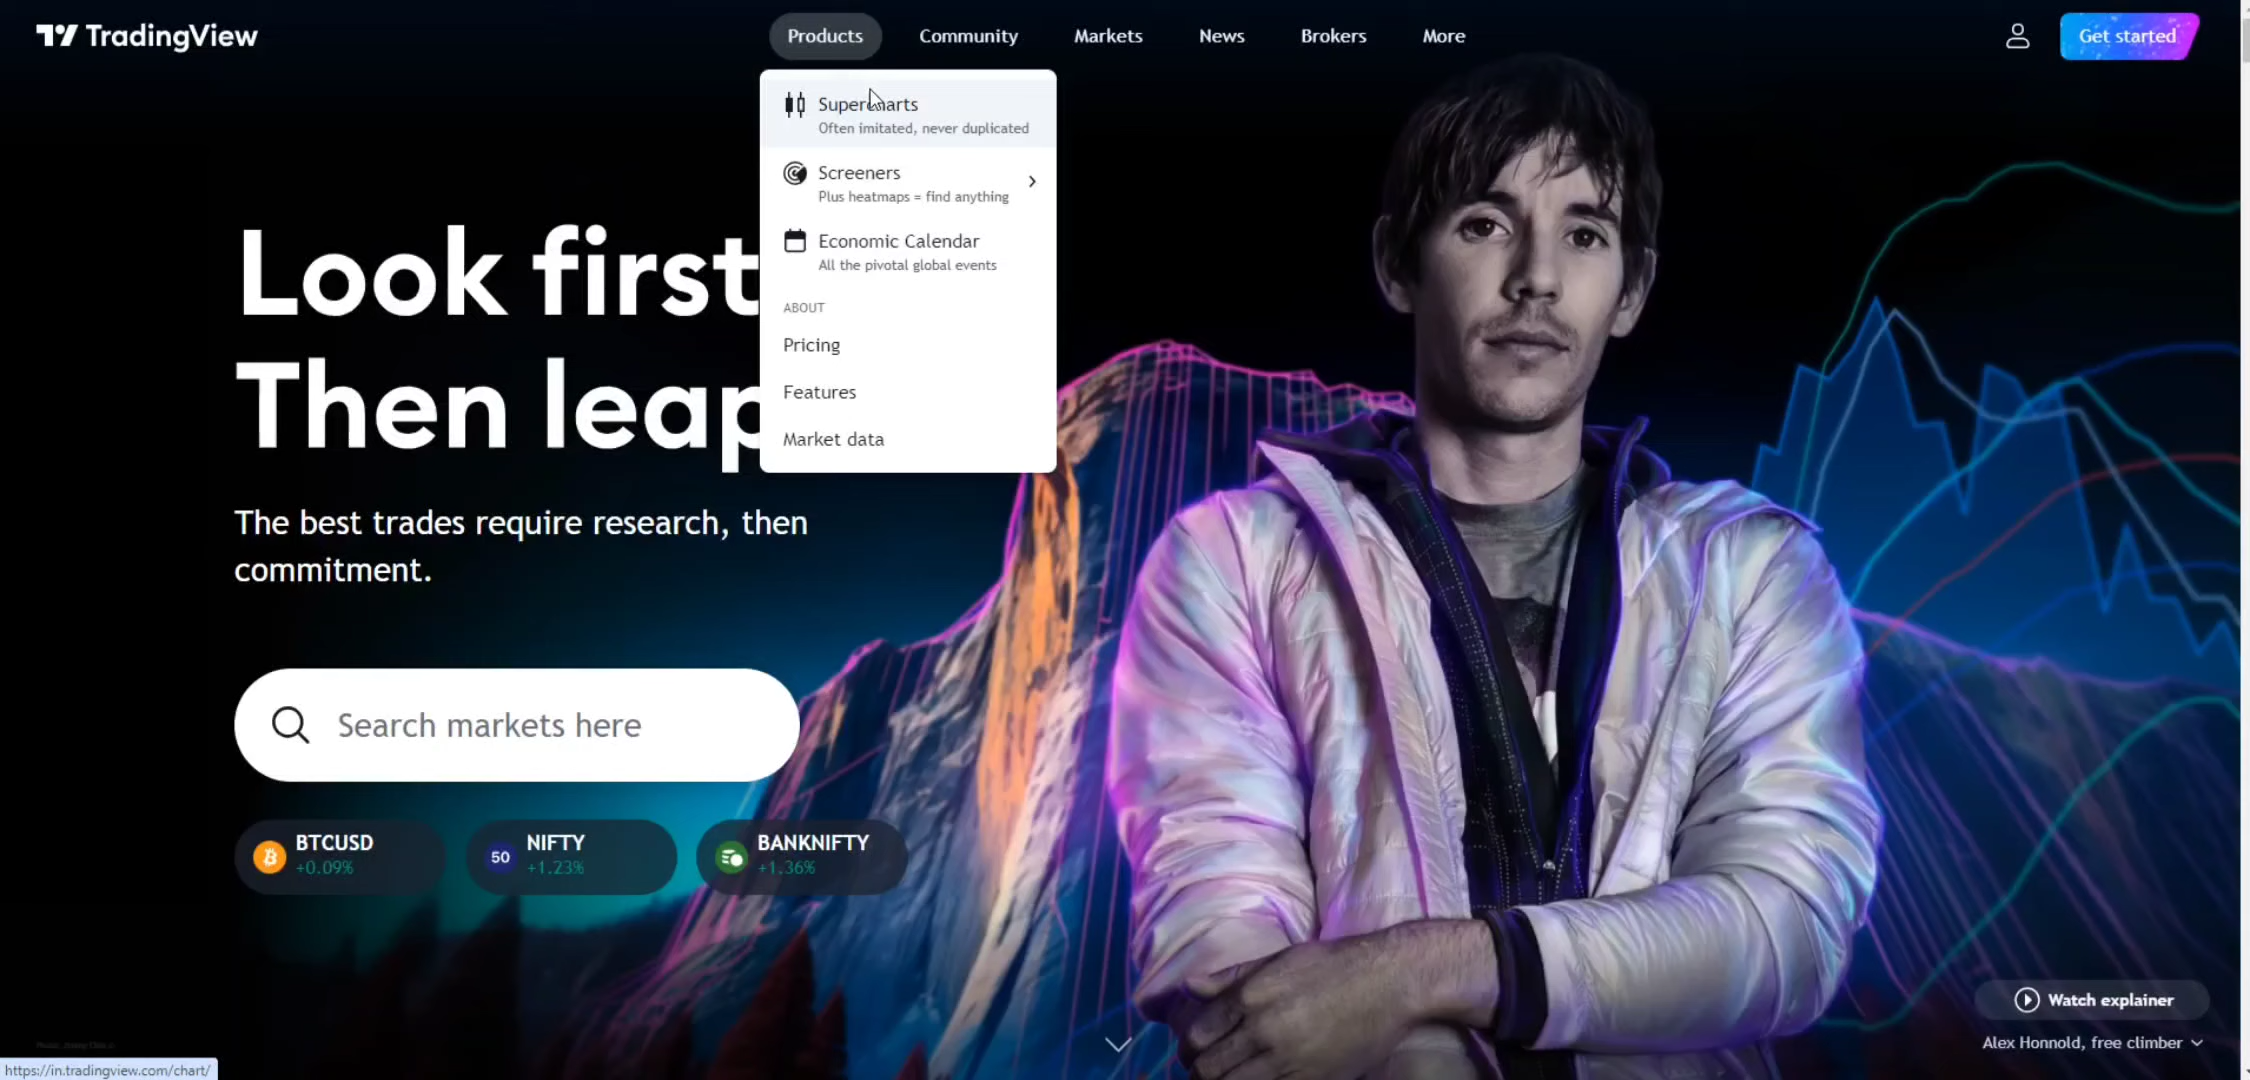 TradingView
Products
Community
Markets
News
Brokers
More
Get started
Supercharts
Often imitated, never duplicated
Screeners
Plus heatmaps = find anything
Economic Calendar
All the pivotal global events
ABOUT
Pricing
Features
Market data
Look first
Then leap
The best trades require research, then
commitment.
Search markets here
BTCUSD
+0.09%
50
NIFTY
+1.23%
BANKNIFTY
+1.36%
Watch explainer
Alex Honnold, free climber
https://in.tradingview.com/chart/